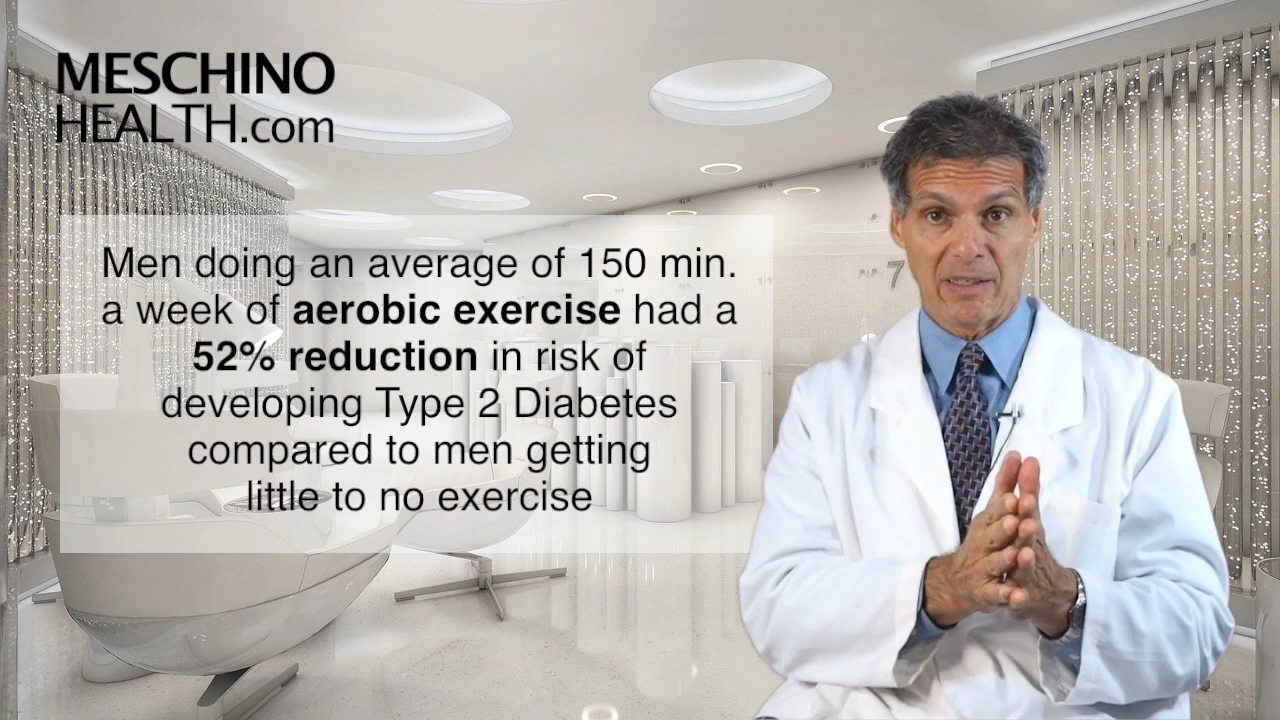 MESCHINO
HEALTH.com
Men doing an average of 150 min.
a week of aerobic exercise had a
52% reduction in risk of
developing Type 2 Diabetes
compared to men getting
little to no exercise
7